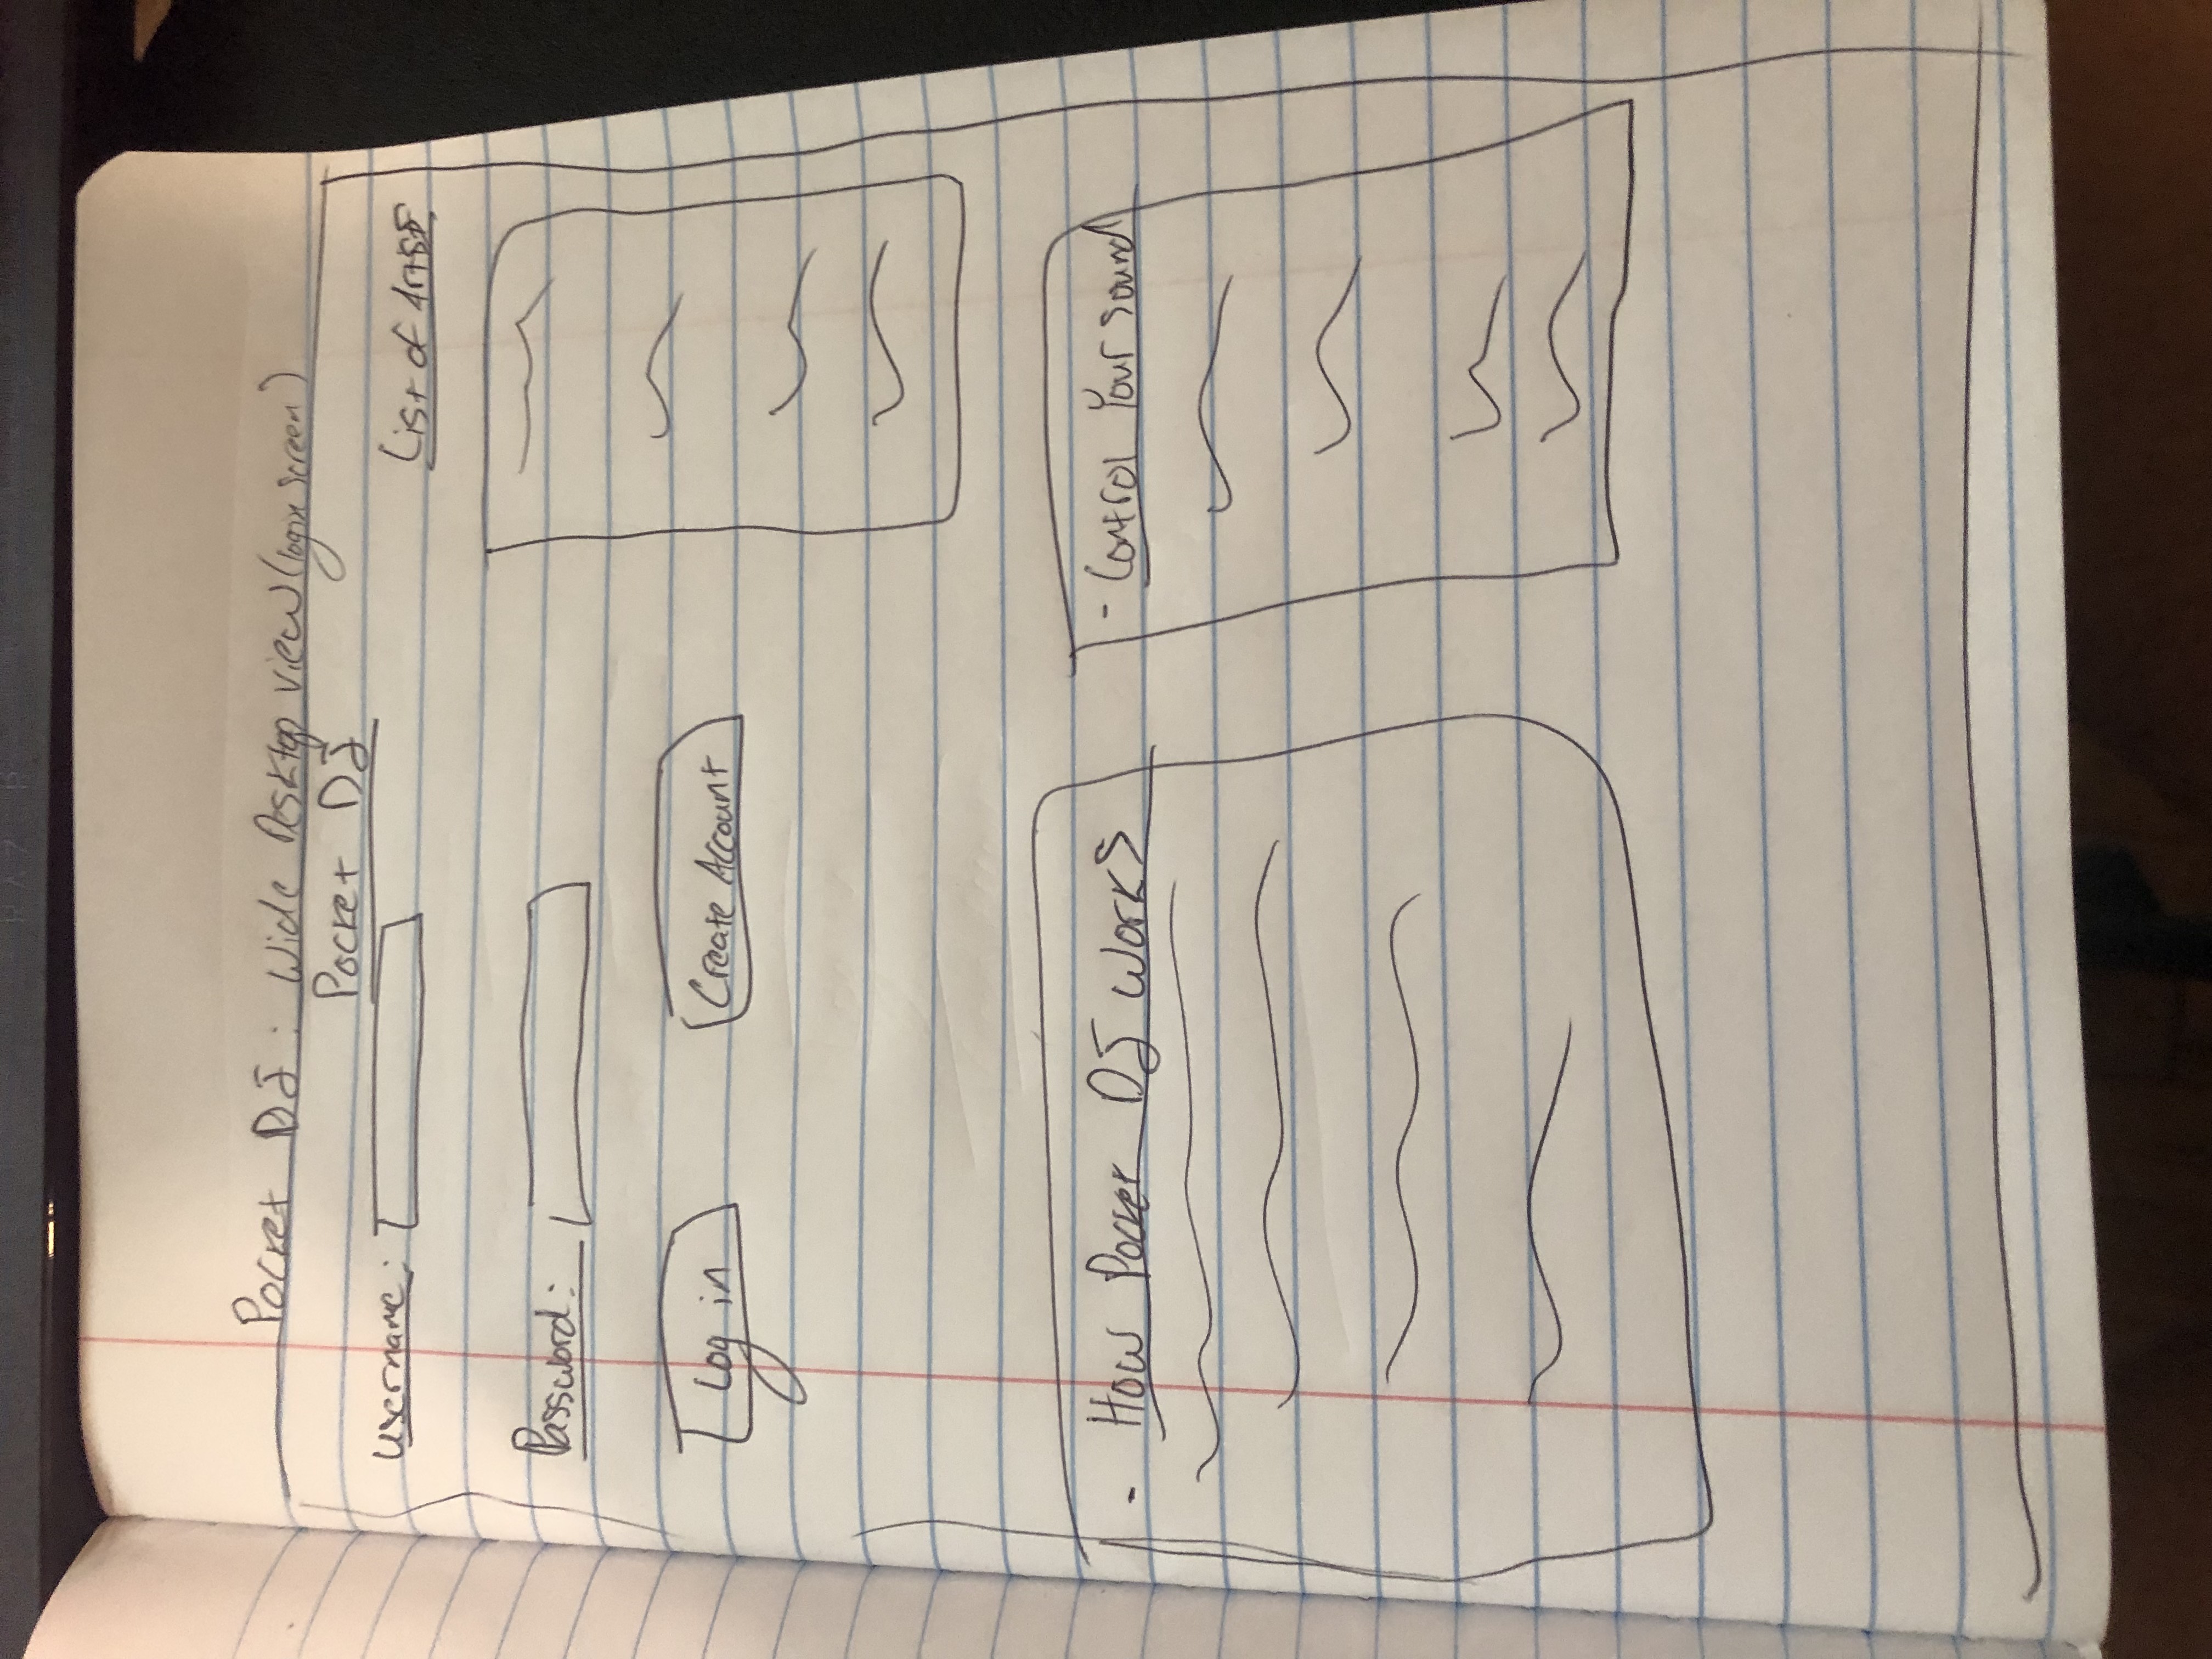 Pocket DJ : Wide Desktop View (login screen)
Pocket DJ
Username:
List of Artists
Password:
Log in
Create Account
- How Pocket DJ Works
- Control Your Sound